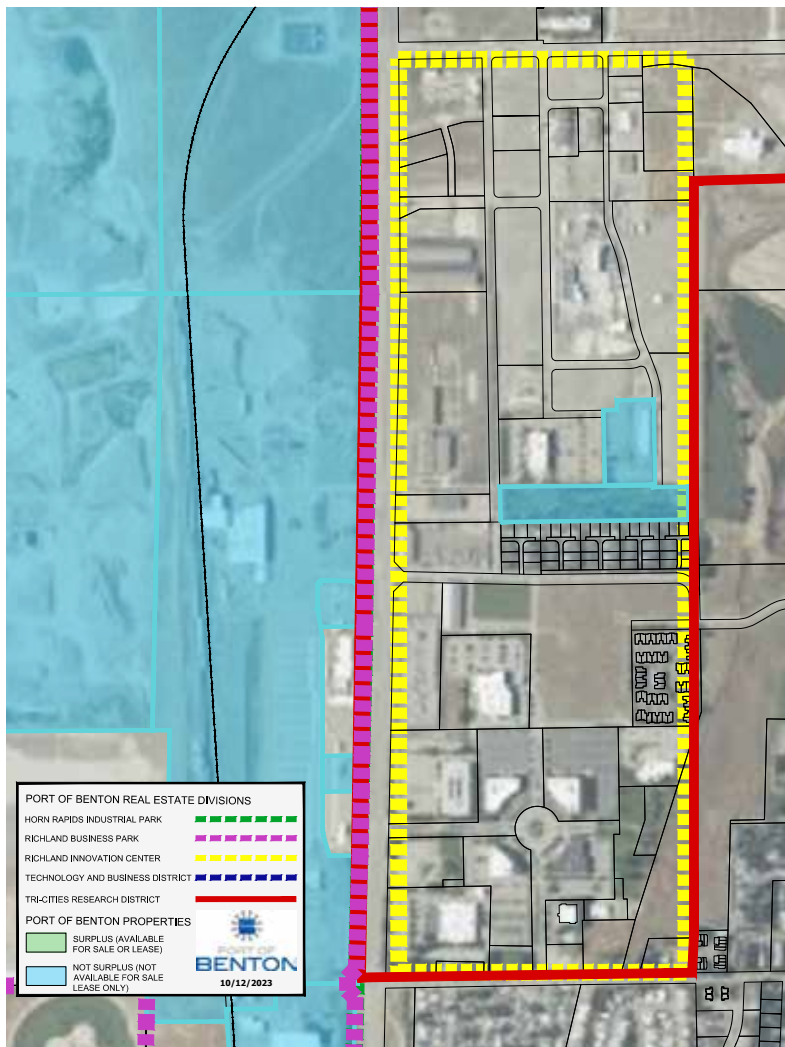 PORT OF BENTON REAL ESTATE DIVISIONS
HORN RAPIDS INDUSTRIAL PARK
RICHLAND BUSINESS PARK
RICHLAND INNOVATION CENTER
TECHNOLOGY AND BUSINESS DISTRICT
TRI-CITIES RESEARCH DISTRICT
PORT OF BENTON PROPERTIES
SURPLUS (AVAILABLE
FOR SALE OR LEASE)
NOT SURPLUS (NOT
AVAILABLE FOR SALE
LEASE ONLY)
PORT OF
BENTON
10/12/2023